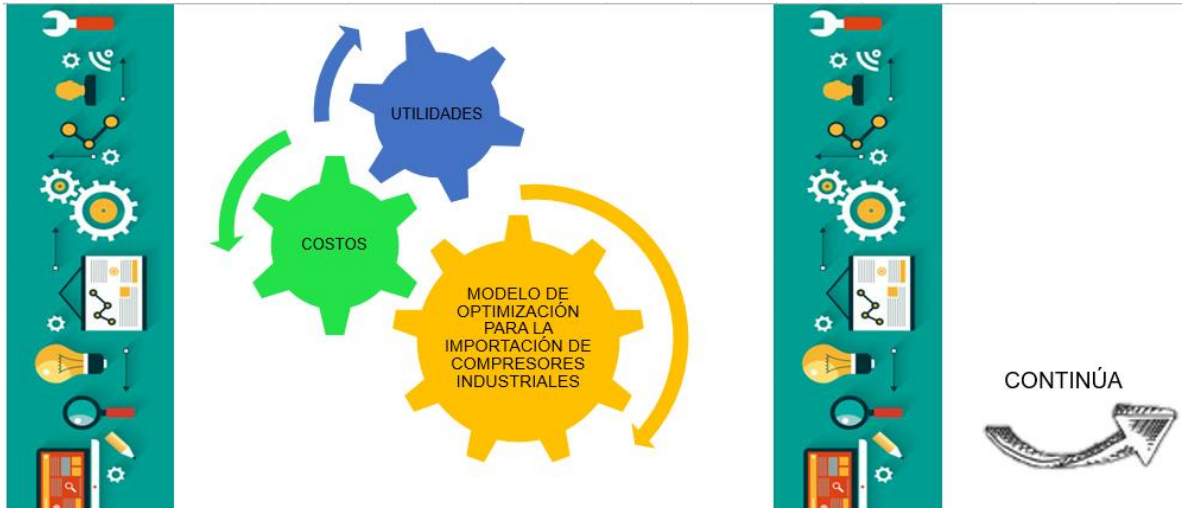 UTILIDADES
COSTOS
MODELO DE
OPTIMIZACIÓN
PARA LA
IMPORTACIÓN DE
COMPRESORES
INDUSTRIALES
CONTINÚA